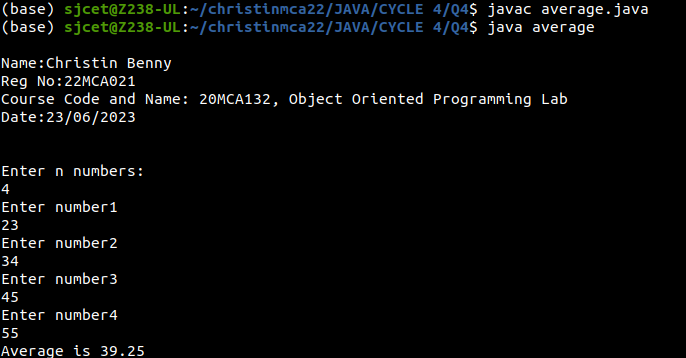 (base) sjcet@Z238-UL:~/christinmca22/JAVA/CYCLE 4/Q4$ javac average.java
(base) sjcet@Z238-UL:~/christinmca22/JAVA/CYCLE 4/Q4$ java average
Name:Christin Benny
Reg No:22MCA021
Course Code and Name: 20MCA132, Object Oriented Programming Lab
Date:23/06/2023
Enter n numbers:
4
Enter number1
23
Enter number2
34
Enter number3
45
Enter number4
55
Average is 39.25